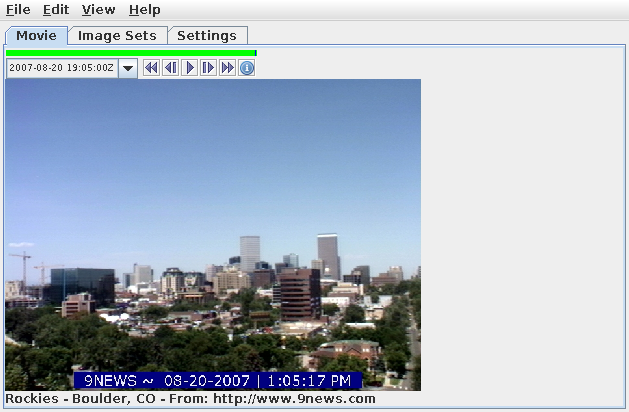 File Edit View Help
Movie Image Sets Settings
2007-08-20 19:05:00Z
9NEWS ~ 08-20-2007 | 1:05:17 PM
Rockies - Boulder, CO - From: http://www.9news.com